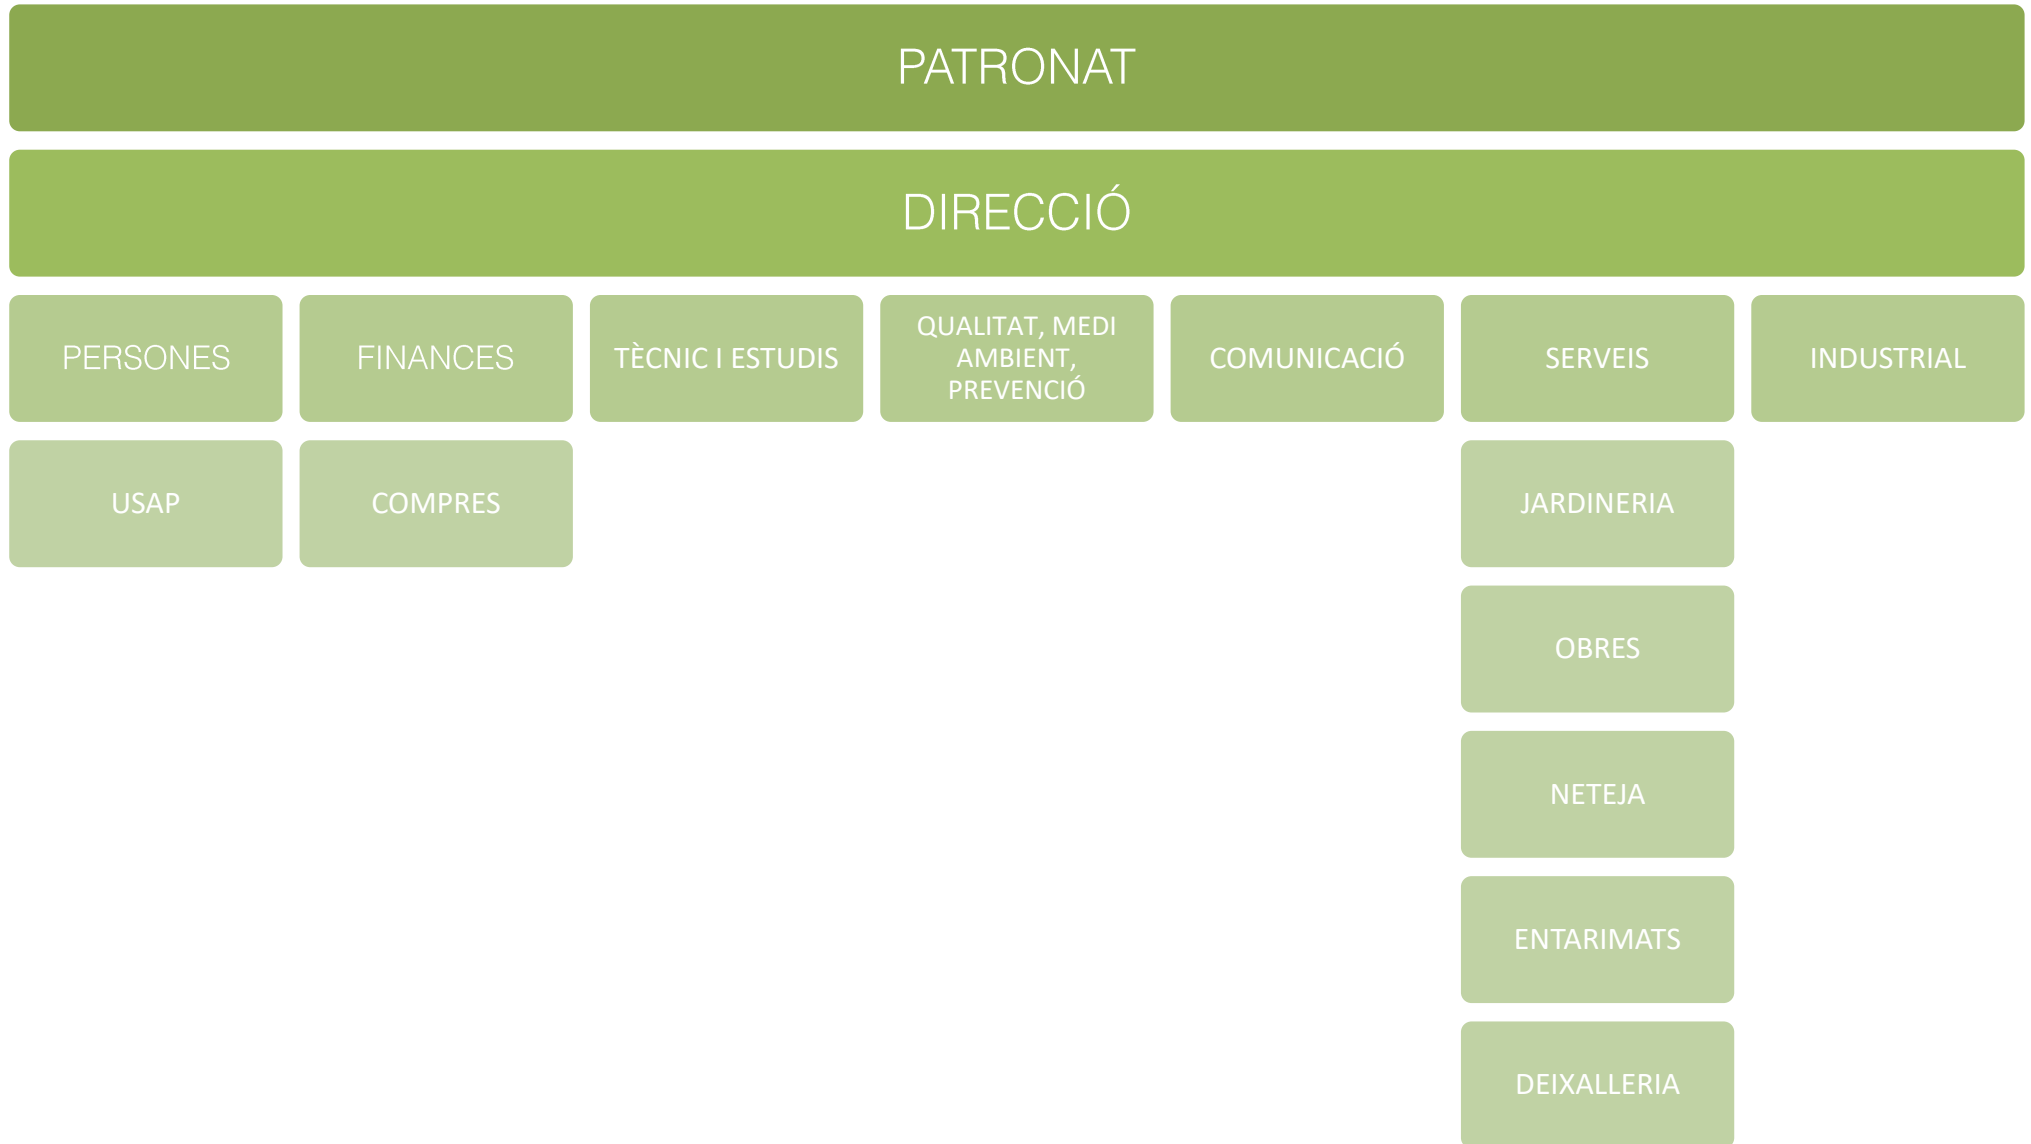 PATRONAT
DIRECCIÓ
PERSONES
FINANCES
TÈCNIC I ESTUDIS
QUALITAT, MEDI
AMBIENT,
PREVENCIÓ
COMUNICACIÓ
SERVEIS
INDUSTRIAL
USAP
COMPRES
JARDINERIA
OBRES
NETEJA
ENTARIMATS
DEIXALLERIA